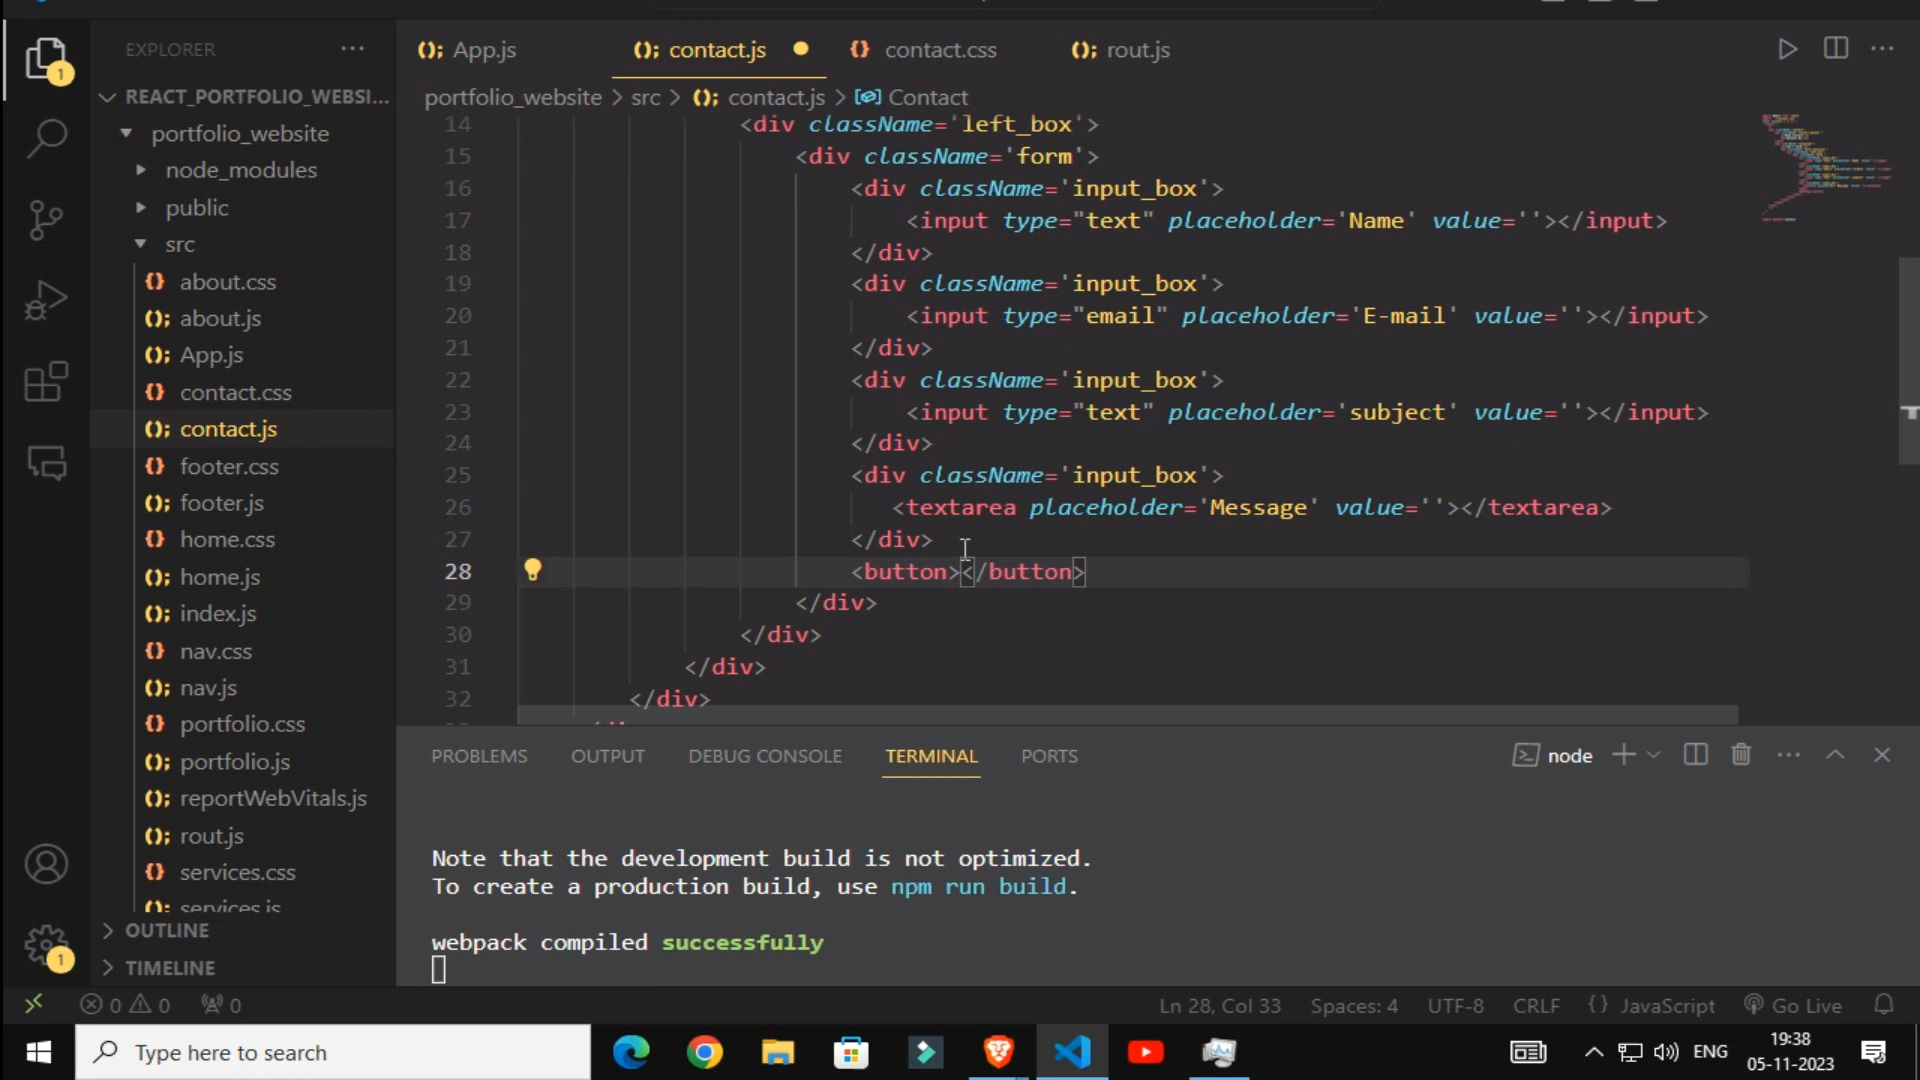 EXPLORER
App.js
contact.js
contact.css
rout.js
REACT_PORTFOLIO_WEBSI...
portfolio_website > src > contact.js > Contact
portfolio_website
node_modules
public
src
about.css
about.js
App.js
contact.css
contact.js
footer.css
footer.js
home.css
home.js
index.js
nav.css
nav.js
portfolio.css
portfolio.js
reportWebVitals.js
rout.js
services.css
services.js
OUTLINE
TIMELINE
14 <div className='left_box'>
15 <div className='form'>
16 <div className='input_box'>
17 <input type="text" placeholder='Name' value=''></input>
18 </div>
19 <div className='input_box'>
20 <input type="email" placeholder='E-mail' value=''></input>
21 </div>
22 <div className='input_box'>
23 <input type="text" placeholder='subject' value=''></input>
24 </div>
25 <div className='input_box'>
26 <textarea placeholder='Message' value=''></textarea>
27 </div>
28 <button></button>
29 </div>
30 </div>
31 </div>
32 </div>
PROBLEMS OUTPUT DEBUG CONSOLE TERMINAL PORTS
node
Note that the development build is not optimized.
To create a production build, use npm run build.
webpack compiled successfully
0 0 0
Ln 28, Col 33 Spaces: 4 UTF-8 CRLF {} JavaScript Go Live
1
1
Type here to search
ENG
19:38
05-11-2023